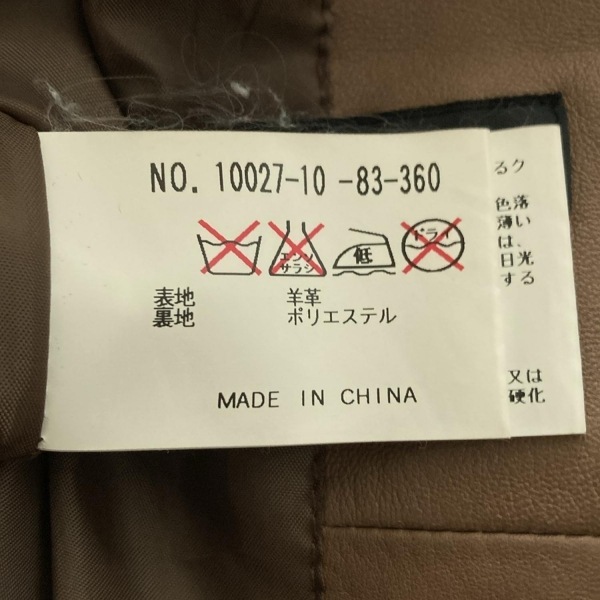 NO. 10027-10 -83-360
エンソ
サラシ
低
ドライ
表地 羊革
裏地 ポリエステル
MADE IN CHINA
るク
色落
薄い
は、
日光
する
又は
硬化